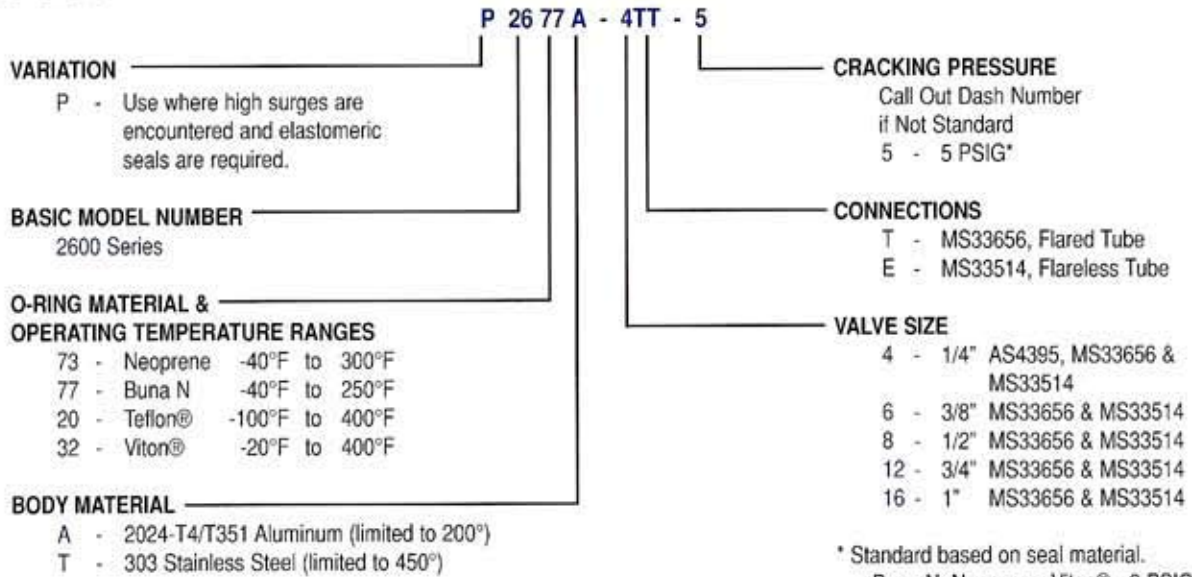 P 26 77 A - 4TT - 5
VARIATION
P - Use where high surges are
encountered and elastomeric
seals are required.
BASIC MODEL NUMBER
2600 Series
O-RING MATERIAL &
OPERATING TEMPERATURE RANGES
73 - Neoprene -40°F to 300°F
77 - Buna N -40°F to 250°F
20 - Teflon® -100°F to 400°F
32 - Viton® -20°F to 400°F
BODY MATERIAL
A - 2024-T4/T351 Aluminum (limited to 200°)
T - 303 Stainless Steel (limited to 450°)
CRACKING PRESSURE
Call Out Dash Number
if Not Standard
5 - 5 PSIG*
CONNECTIONS
T - MS33656, Flared Tube
E - MS33514, Flareless Tube
VALVE SIZE
4 - 1/4" AS4395, MS33656 &
MS33514
6 - 3/8" MS33656 & MS33514
8 - 1/2" MS33656 & MS33514
12 - 3/4" MS33656 & MS33514
16 - 1" MS33656 & MS33514
* Standard based on seal material.